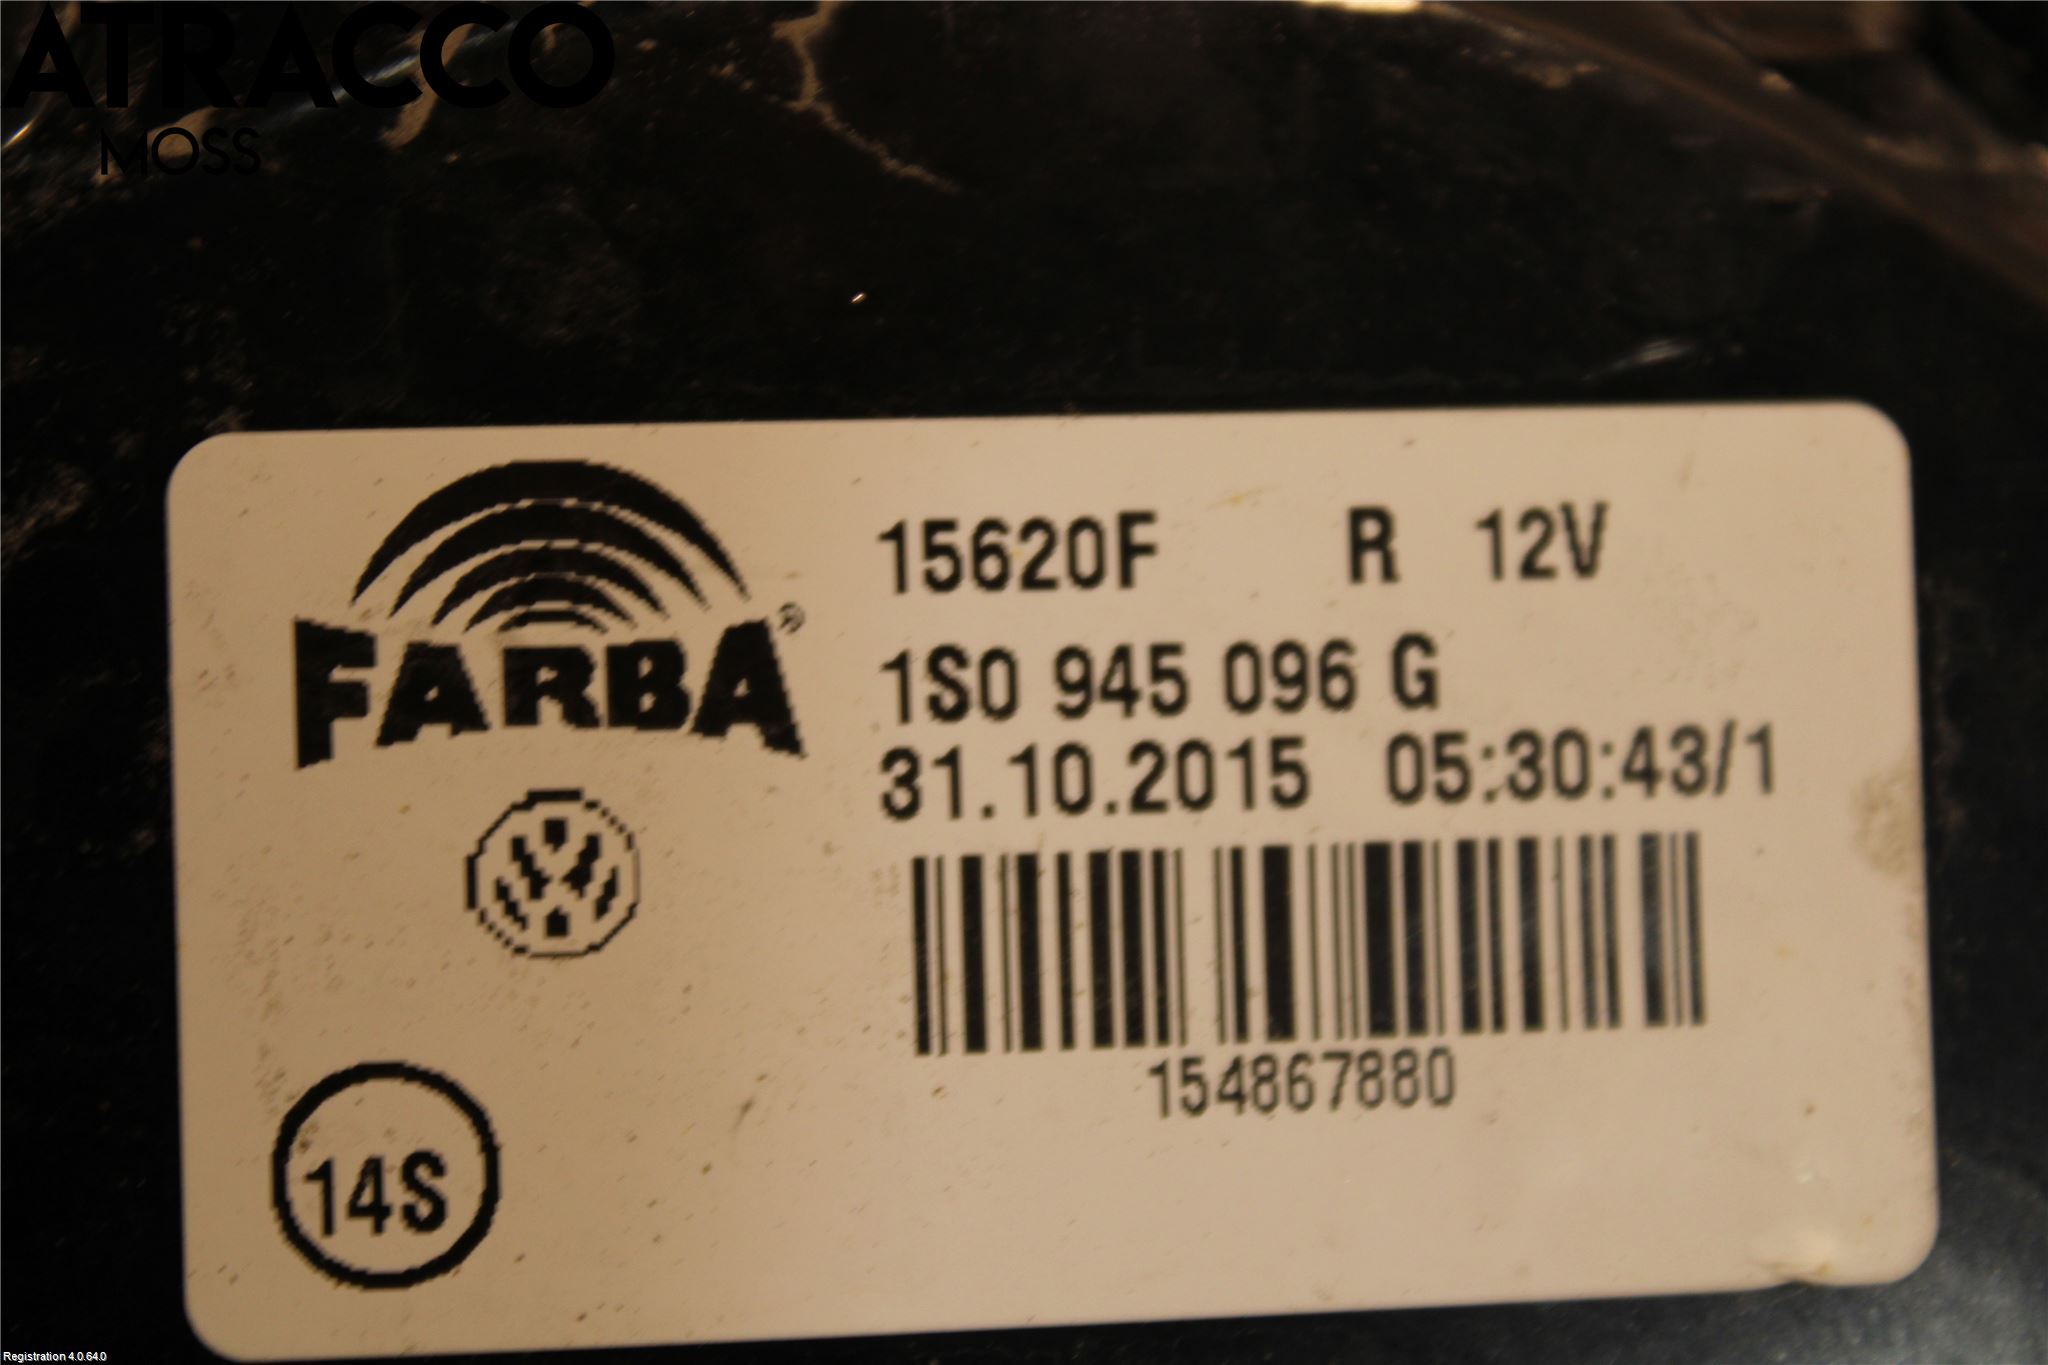 ATRACCO
MOSS
FARBA®
15620F R 12V
1S0 945 096 G
31.10.2015 05:30:43/1
154867880
14S
Registration 4.0.64.0